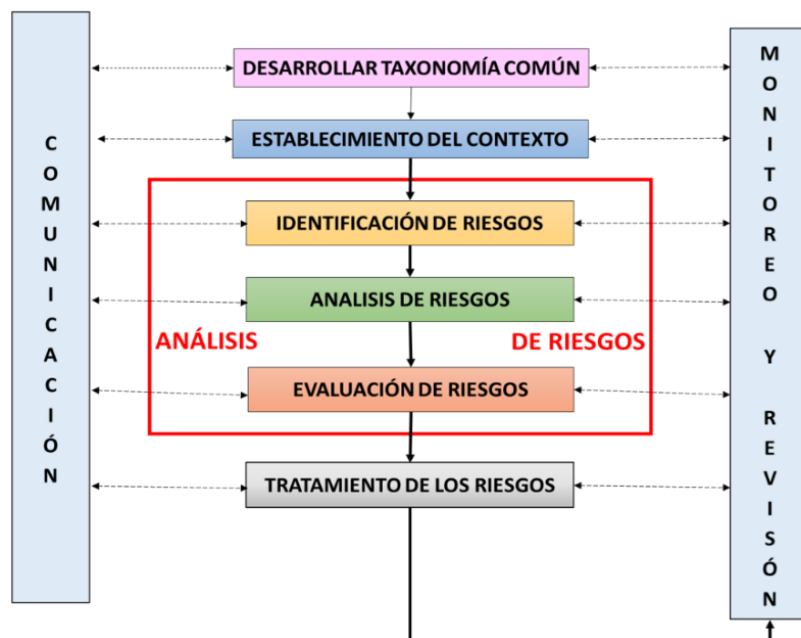 DESARROLLAR TAXONOMÍA COMÚN
ESTABLECIMIENTO DEL CONTEXTO
IDENTIFICACIÓN DE RIESGOS
ANALISIS DE RIESGOS
ANÁLISIS DE RIESGOS
EVALUACIÓN DE RIESGOS
TRATAMIENTO DE LOS RIESGOS
COMUNICACIÓN
MONITOREO Y REVISÓN